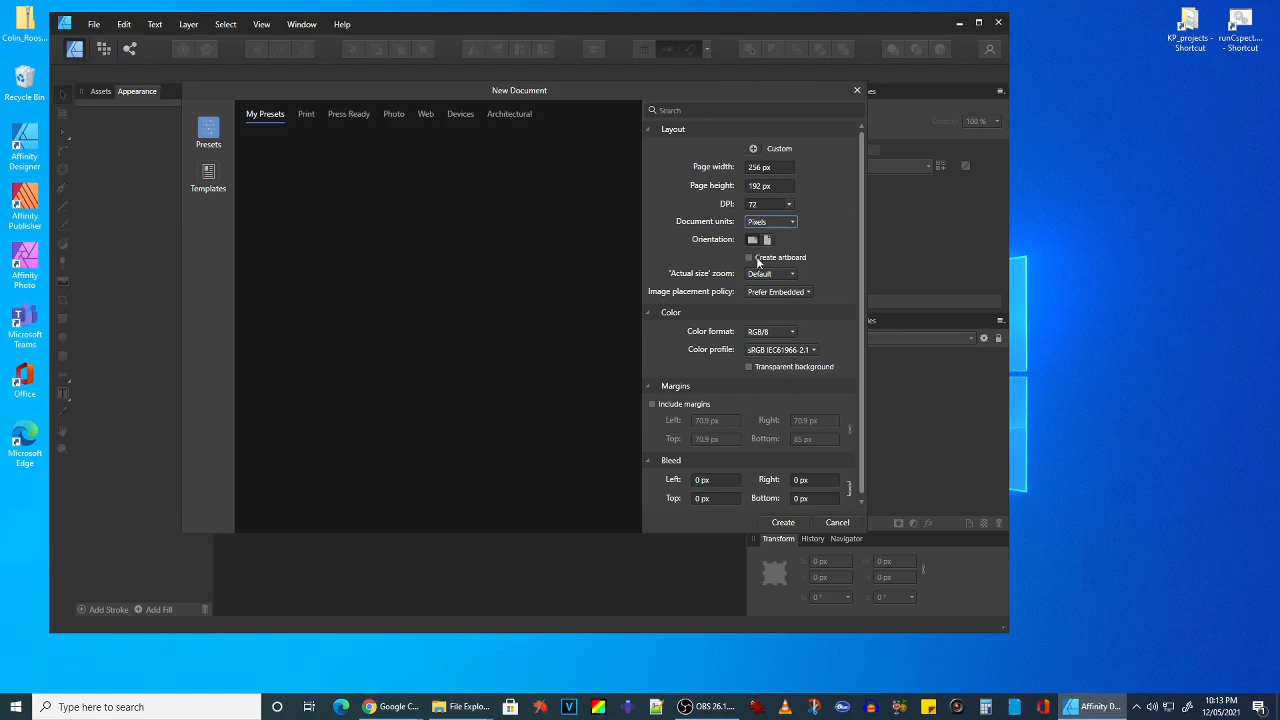 Colin_Roos...
Recycle Bin
Affinity Designer
Affinity Publisher
Affinity Photo
Microsoft Teams
Office
Microsoft Edge
KP_projects - Shortcut
runCspect.... - Shortcut
File Edit Text Layer Select View Window Help
Assets Appearance
New Document
My Presets Print Press Ready Photo Web Devices Architectural
Presets
Templates
Search
Layout
Custom
Page width: 256 px
Page height: 192 px
DPI: 72
Document units: Pixels
Orientation:
Create artboard
'Actual size' zoom: Default
Image placement policy: Prefer Embedded
Color
Color format: RGB/8
Color profile: sRGB IEC61966-2.1
Transparent background
Margins
Include margins
Left: 70.9 px Right: 70.9 px
Top: 70.9 px Bottom: 85 px
Bleed
Left: 0 px Right: 0 px
Top: 0 px Bottom: 0 px
Create Cancel
100 %
Transform History Navigator
0 px 0 px
0 px 0 px
0 ° 0 °
Add Stroke Add Fill
Type here to search
Google C...
File Explo...
OBS 26.1....
Affinity D...
10:13 PM
12/05/2021